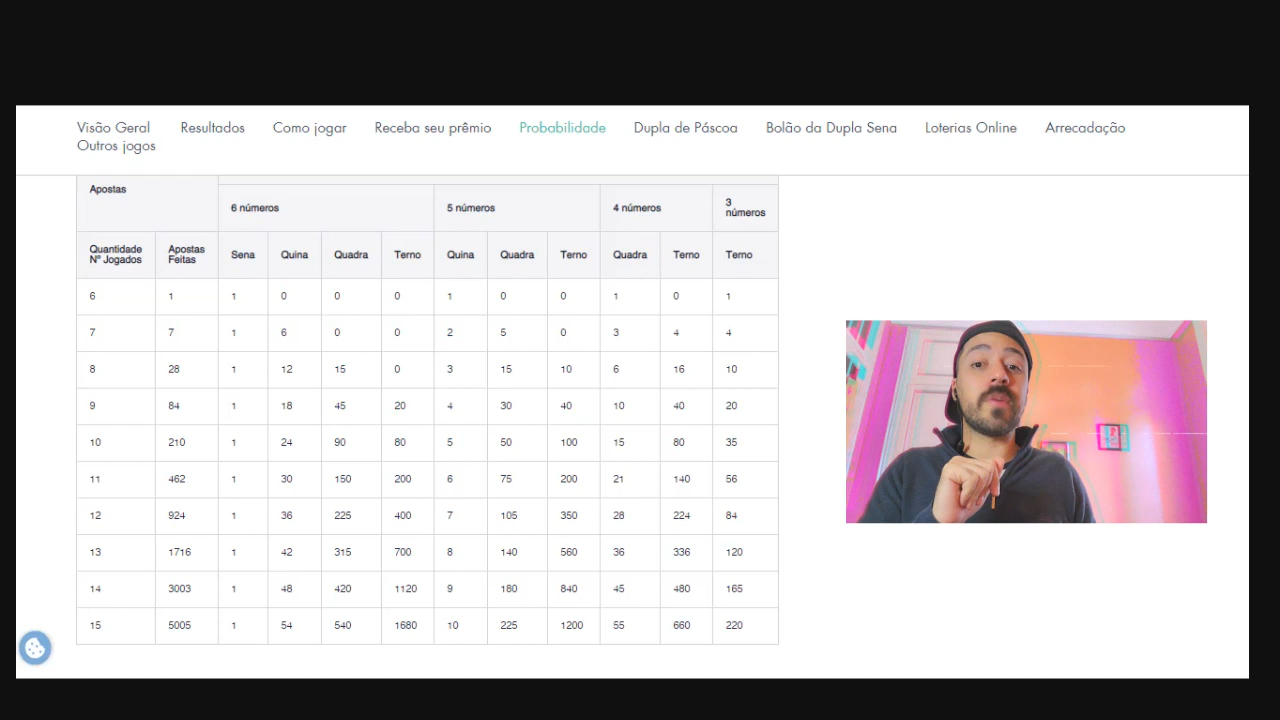 Visão Geral Resultados Como jogar Receba seu prêmio Probabilidade Dupla de Páscoa Bolão da Dupla Sena Loterias Online Arrecadação
Outros jogos
Apostas
6 números 5 números 4 números 3 números
Quantidade Nº Jogados Apostas Feitas Sena Quina Quadra Terno Quina Quadra Terno Quadra Terno Terno
6 1 1 0 0 0 1 0 0 1 0 1
7 7 1 6 0 0 2 5 0 3 4 4
8 28 1 12 15 0 3 15 10 6 16 10
9 84 1 18 45 20 4 30 40 10 40 20
10 210 1 24 90 80 5 50 100 15 80 35
11 462 1 30 150 200 6 75 200 21 140 56
12 924 1 36 225 400 7 105 350 28 224 84
13 1716 1 42 315 700 8 140 560 36 336 120
14 3003 1 48 420 1120 9 180 840 45 480 165
15 5005 1 54 540 1680 10 225 1200 55 660 220